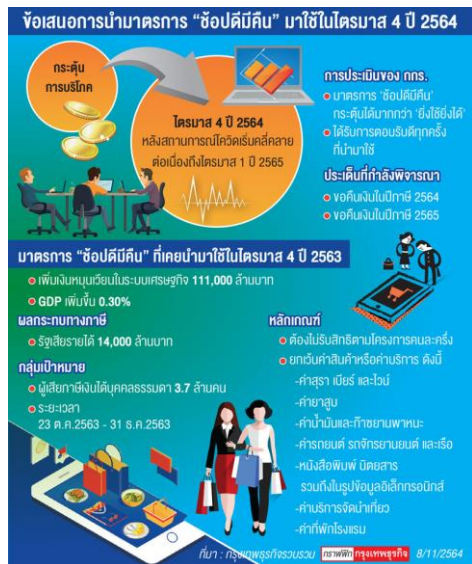 ข้อเสนอการนำมาตรการ “ช้อปดีมีคืน” มาใช้ในไตรมาส 4 ปี 2564
กระตุ้น
การบริโภค
ไตรมาส 4 ปี 2564
หลังสถานการณ์โควิดเริ่มคลี่คลาย
ต่อเนื่องถึงไตรมาส 1 ปี 2565
การประเมินของ กกร.
มาตรการ ‘ช้อปดีมีคืน’
กระตุ้นได้มากกว่า ‘ยิ่งใช้ยิ่งได้’
ได้รับการตอบรับดีทุกครั้ง
ที่นำมาใช้
ประเด็นที่กำลังพิจารณา
ขอคืนเงินในปีภาษี 2564
ขอคืนเงินในปีภาษี 2565
มาตรการ “ช้อปดีมีคืน” ที่เคยนำมาใช้ในไตรมาส 4 ปี 2563
เพิ่มเงินหมุนเวียนในระบบเศรษฐกิจ 111,000 ล้านบาท
GDP เพิ่มขึ้น 0.30%
ผลกระทบทางภาษี
รัฐเสียรายได้ 14,000 ล้านบาท
กลุ่มเป้าหมาย
ผู้เสียภาษีเงินได้บุคคลธรรมดา 3.7 ล้านคน
ระยะเวลา
23 ต.ค.2563 - 31 ธ.ค.2563
หลักเกณฑ์
ต้องไม่รับสิทธิตามโครงการคนละครึ่ง
ยกเว้นค่าสินค้าหรือค่าบริการ ดังนี้
-ค่าสุรา เบียร์ และไวน์
-ค่ายาสูบ
-ค่าน้ำมันและก๊าซยานพาหนะ
-ค่ารถยนต์ รถจักรยานยนต์ และเรือ
-หนังสือพิมพ์ นิตยสาร
รวมถึงในรูปข้อมูลอิเล็กทรอนิกส์
-ค่าบริการจัดนำเที่ยว
-ค่าที่พักโรงแรม
ที่มา : กรุงเทพธุรกิจรวบรวม กราฟฟิกกรุงเทพธุรกิจ 8/11/2564